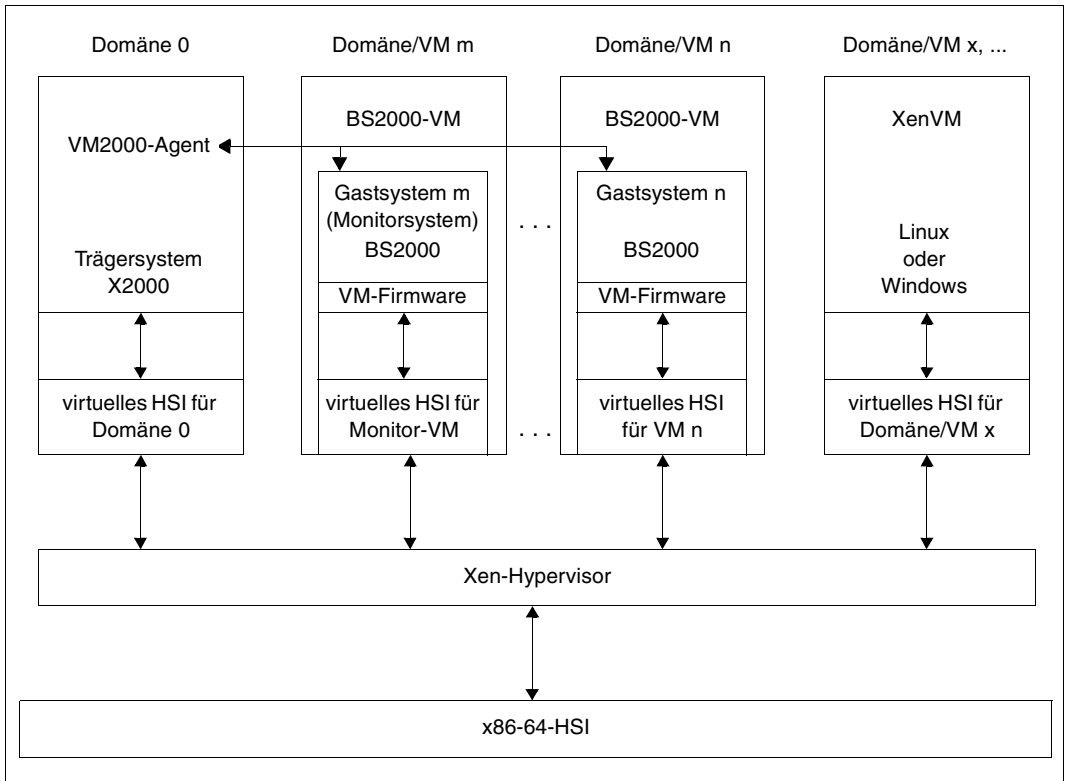 Domäne 0
Domäne/VM m
Domäne/VM n
Domäne/VM x, ...
BS2000-VM
BS2000-VM
XenVM
VM2000-Agent
Gastsystem m
(Monitorsystem)
BS2000
. . .
Gastsystem n
BS2000
Trägersystem
X2000
Linux
oder
Windows
VM-Firmware
VM-Firmware
virtuelles HSI für
Domäne 0
virtuelles HSI für
Monitor-VM
. . .
virtuelles HSI
für VM n
virtuelles HSI für
Domäne/VM x
Xen-Hypervisor
x86-64-HSI